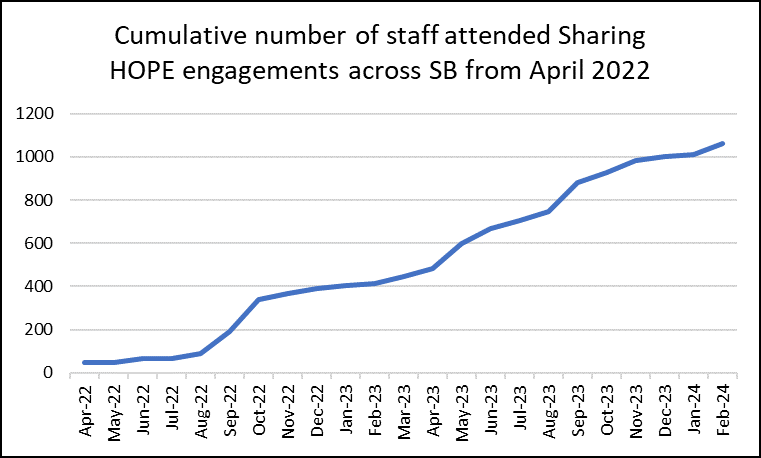 Cumulative number of staff attended Sharing
HOPE engagements across SB from April 2022
1200
1000
800
600
400
200
0
Apr-22
May-22
Jun-22
Jul-22
Aug-22
Sep-22
Oct-22
Nov-22
Dec-22
Jan-23
Feb-23
Mar-23
Apr-23
May-23
Jun-23
Jul-23
Aug-23
Sep-23
Oct-23
Nov-23
Dec-23
Jan-24
Feb-24